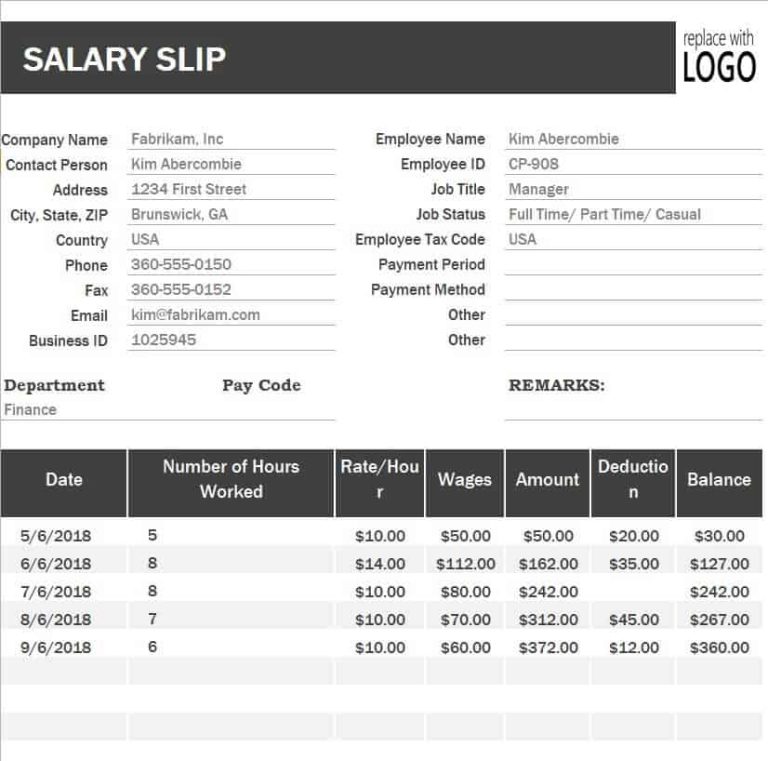 SALARY SLIP
replace with
LOGO
Company Name Fabrikam, Inc Employee Name Kim Abercombie
Contact Person Kim Abercombie Employee ID CP-908
Address 1234 First Street Job Title Manager
City, State, ZIP Brunswick, GA Job Status Full Time/ Part Time/ Casual
Country USA Employee Tax Code USA
Phone 360-555-0150 Payment Period
Fax 360-555-0152 Payment Method
Email kim@fabrikam.com Other
Business ID 1025945 Other
Department Pay Code REMARKS:
Finance
Date Number of Hours Worked Rate/Hou r Wages Amount Deductio n Balance
5/6/2018 5 $10.00 $50.00 $50.00 $20.00 $30.00
6/6/2018 8 $14.00 $112.00 $162.00 $35.00 $127.00
7/6/2018 8 $10.00 $80.00 $242.00 $242.00
8/6/2018 7 $10.00 $70.00 $312.00 $45.00 $267.00
9/6/2018 6 $10.00 $60.00 $372.00 $12.00 $360.00